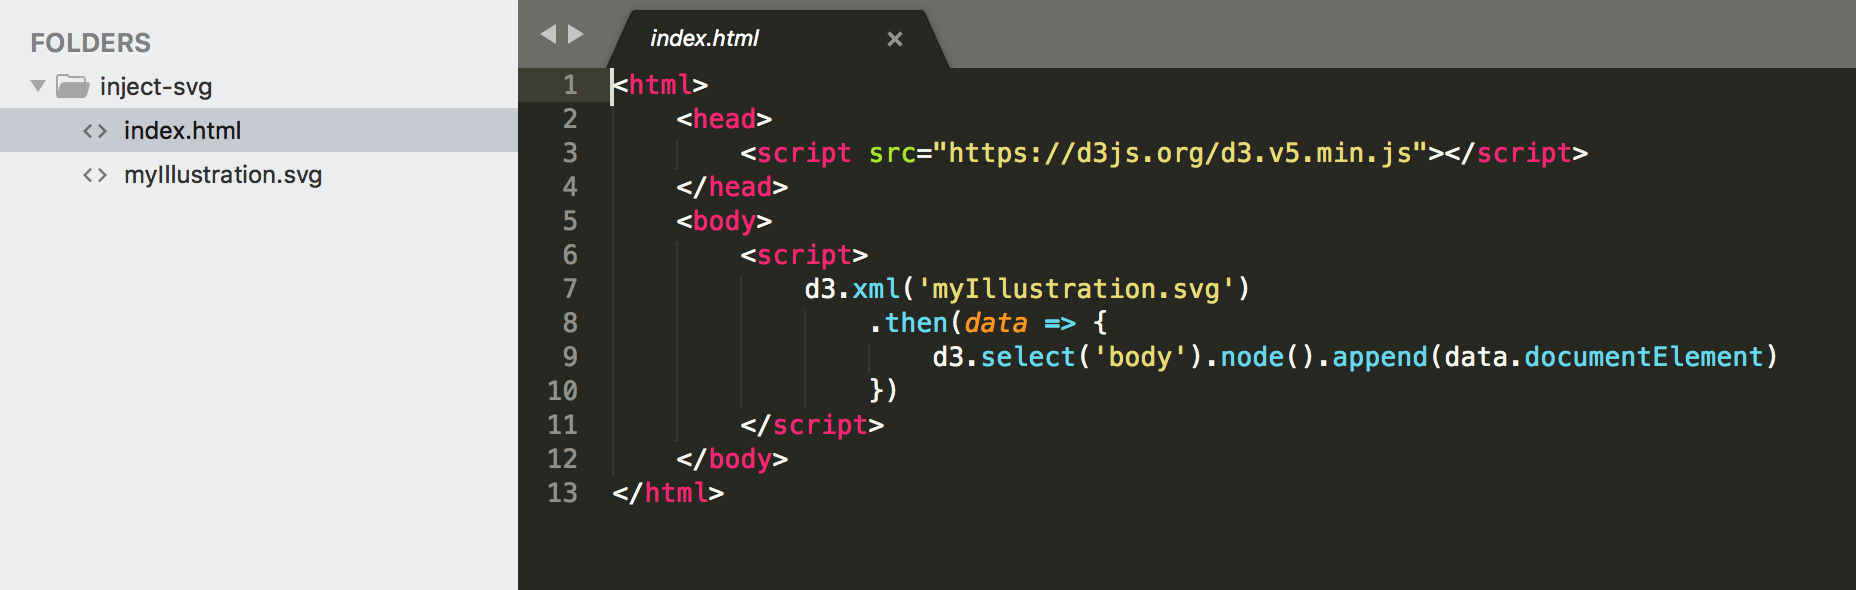 FOLDERS
inject-svg
index.html
myIllustration.svg
index.html
1 <html>
2 <head>
3 <script src="https://d3js.org/d3.v5.min.js"></script>
4 </head>
5 <body>
6 <script>
7 d3.xml('myIllustration.svg')
8 .then(data => {
9 d3.select('body').node().append(data.documentElement)
10 })
11 </script>
12 </body>
13 </html>